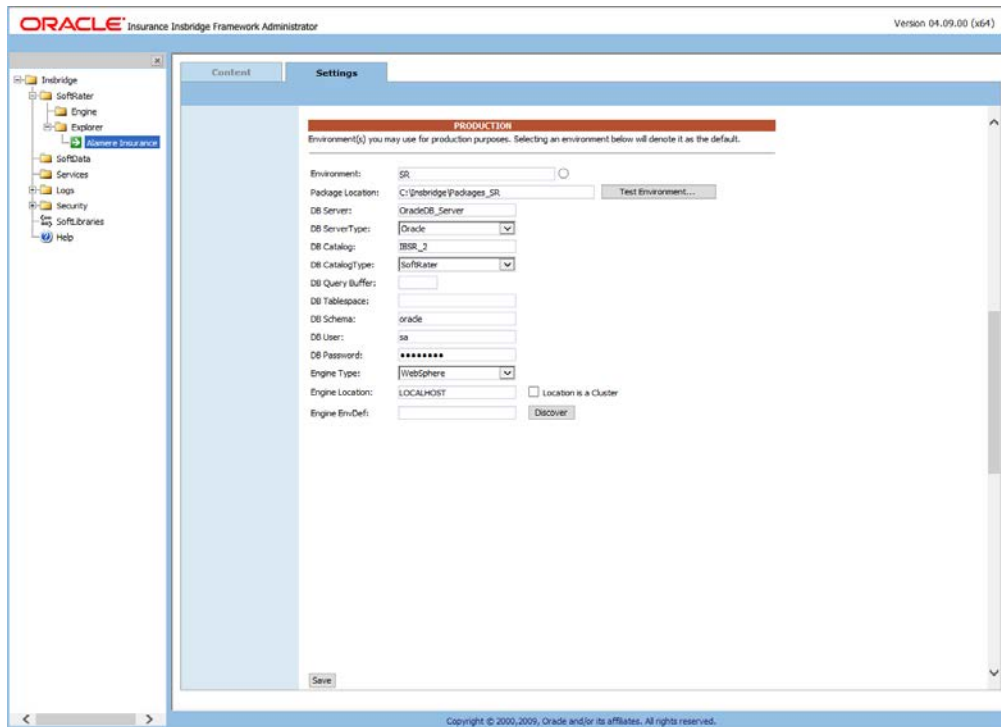 ORACLE Insurance Insbridge Framework Administrator
Version 04.09.00 (x64)
Insbridge
SoftRater
Engine
Explorer
Alamere Insurance
SoftData
Services
Logs
Security
SoftLibraries
Help
Content
Settings
PRODUCTION
Environment(s) you may use for production purposes. Selecting an environment below will denote it as the default.
Environment: SR
Package Location: C:\Insbridge\Packages_SR Test Environment...
DB Server: OracleDB_Server
DB ServerType: Oracle
DB Catalog: IBSR_2
DB CatalogType: SoftRater
DB Query Buffer:
DB Tablespace:
DB Schema: oracle
DB User: sa
DB Password: ••••••••
Engine Type: WebSphere
Engine Location: LOCALHOST Location is a Cluster
Engine EnvDef: Discover
Save
Copyright © 2000,2009, Oracle and/or its affiliates. All rights reserved.